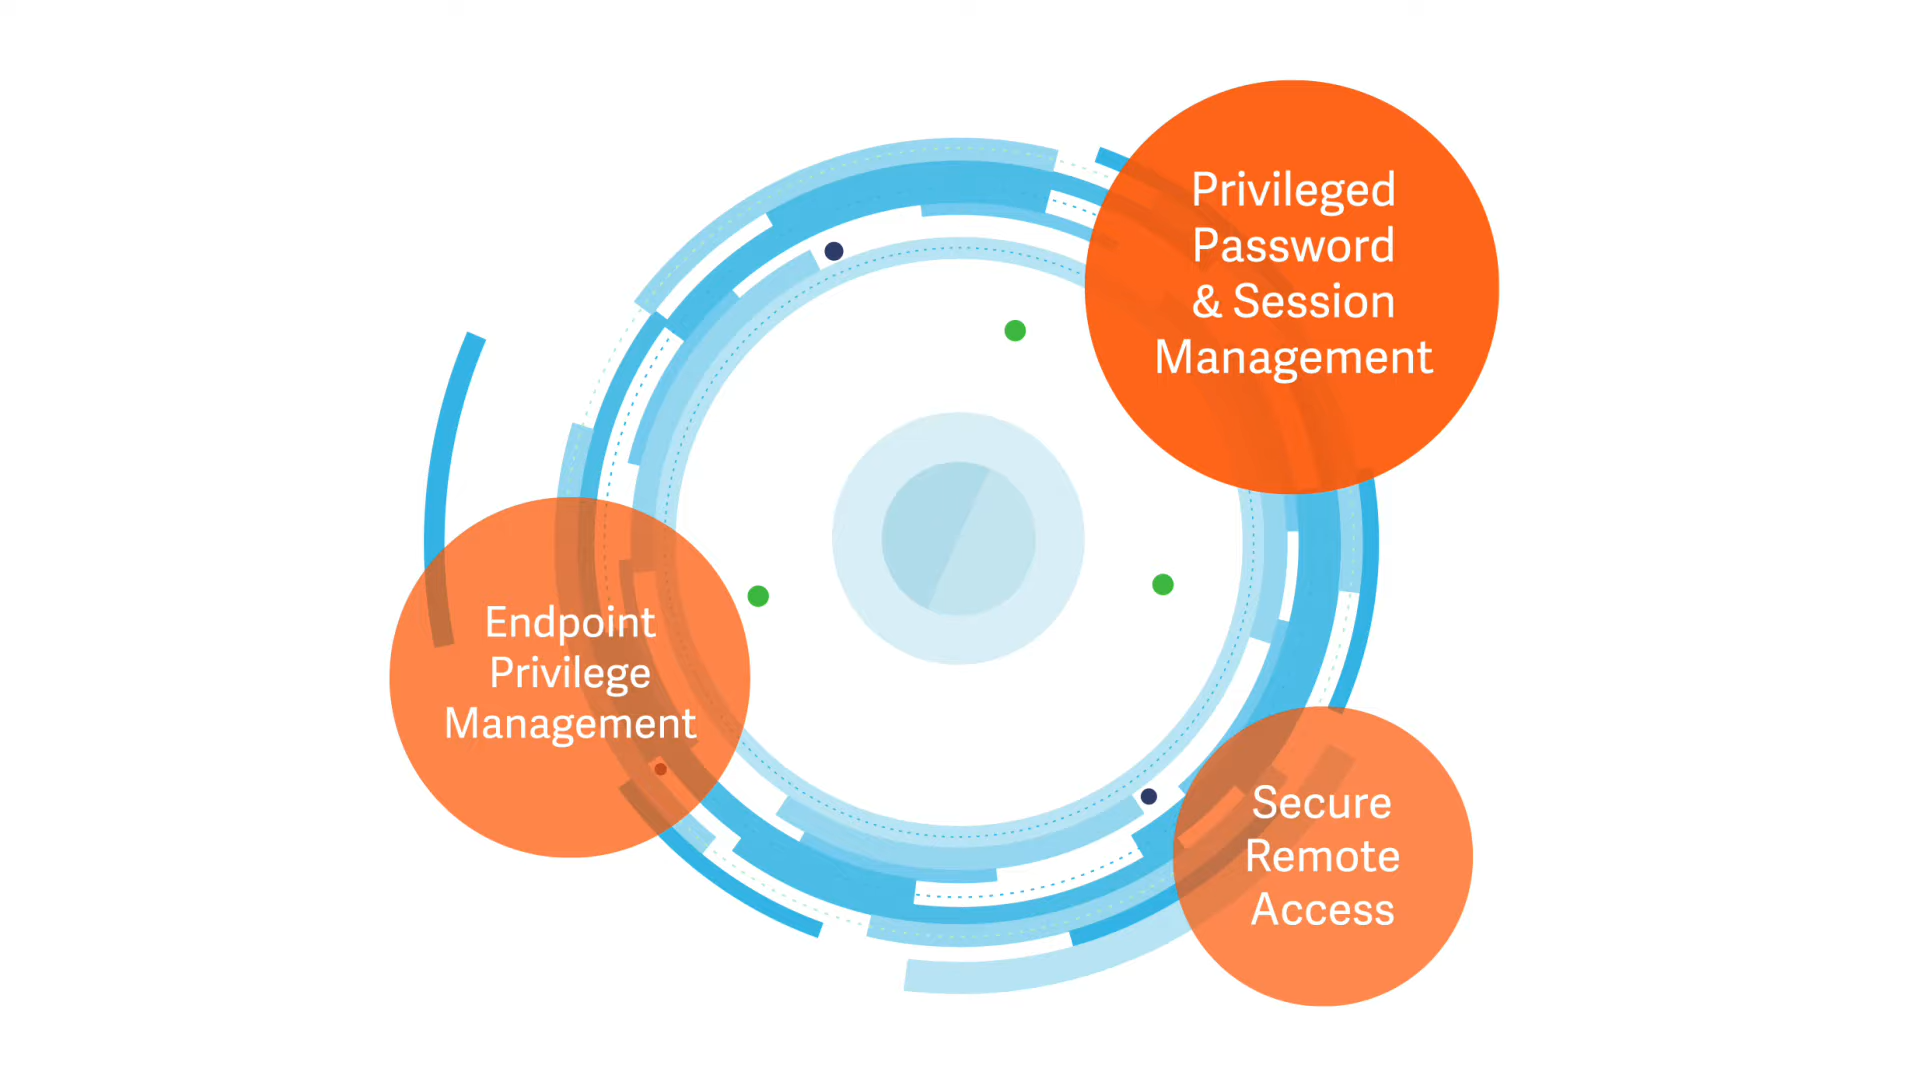 Privileged
Password
& Session
Management
Endpoint
Privilege
Management
Secure
Remote
Access